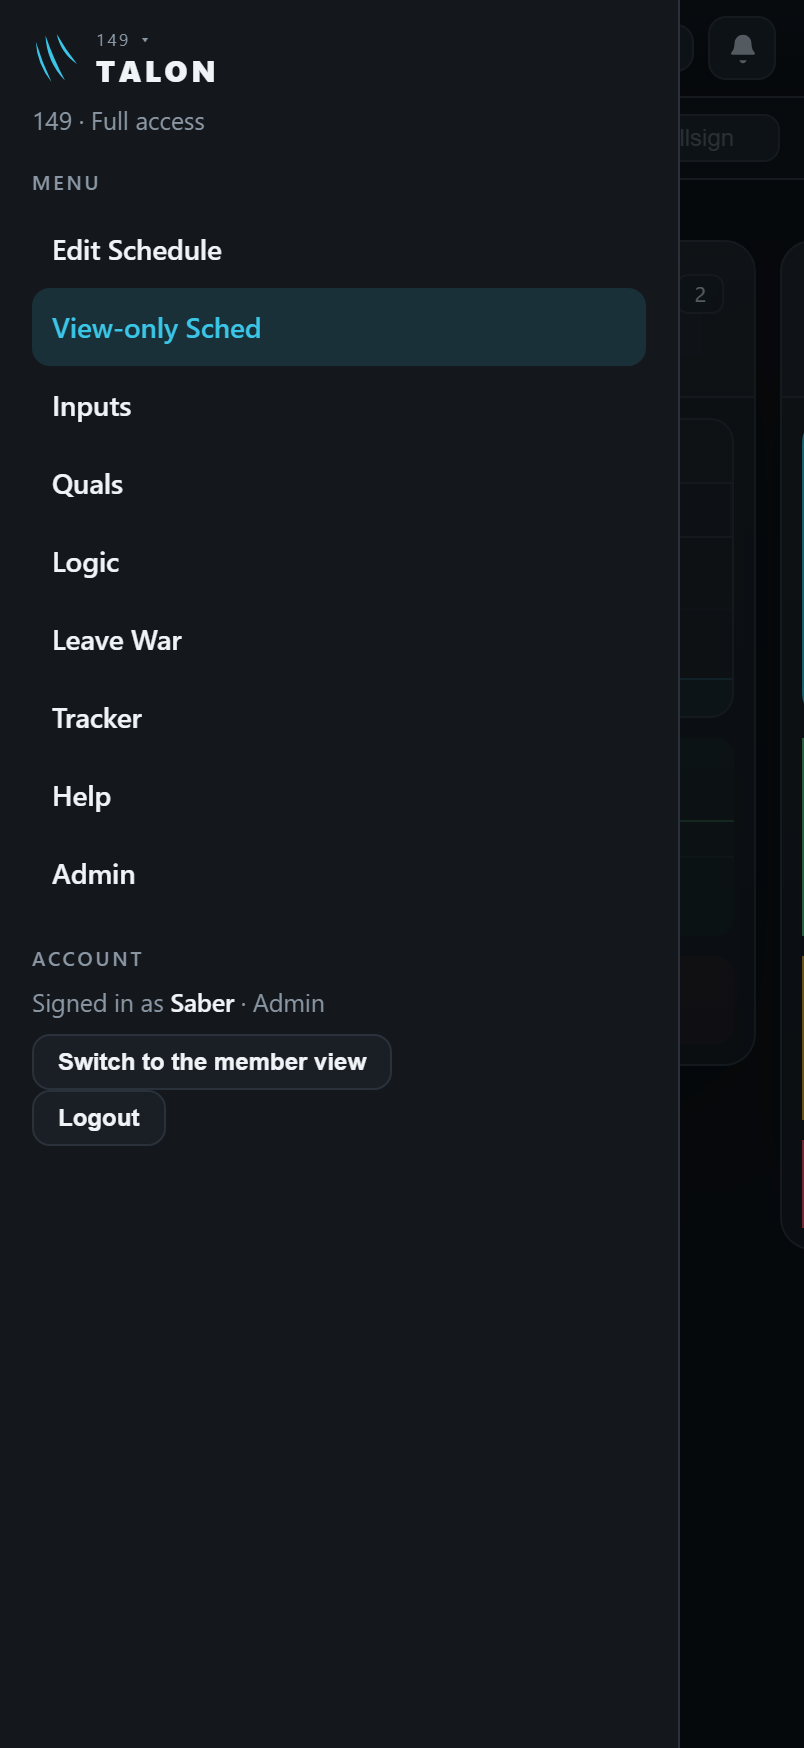 149
TALON
149 · Full access
MENU
Edit Schedule
View-only Sched
Inputs
Quals
Logic
Leave War
Tracker
Help
Admin
ACCOUNT
Signed in as Saber · Admin
Switch to the member view
Logout
llsign
2